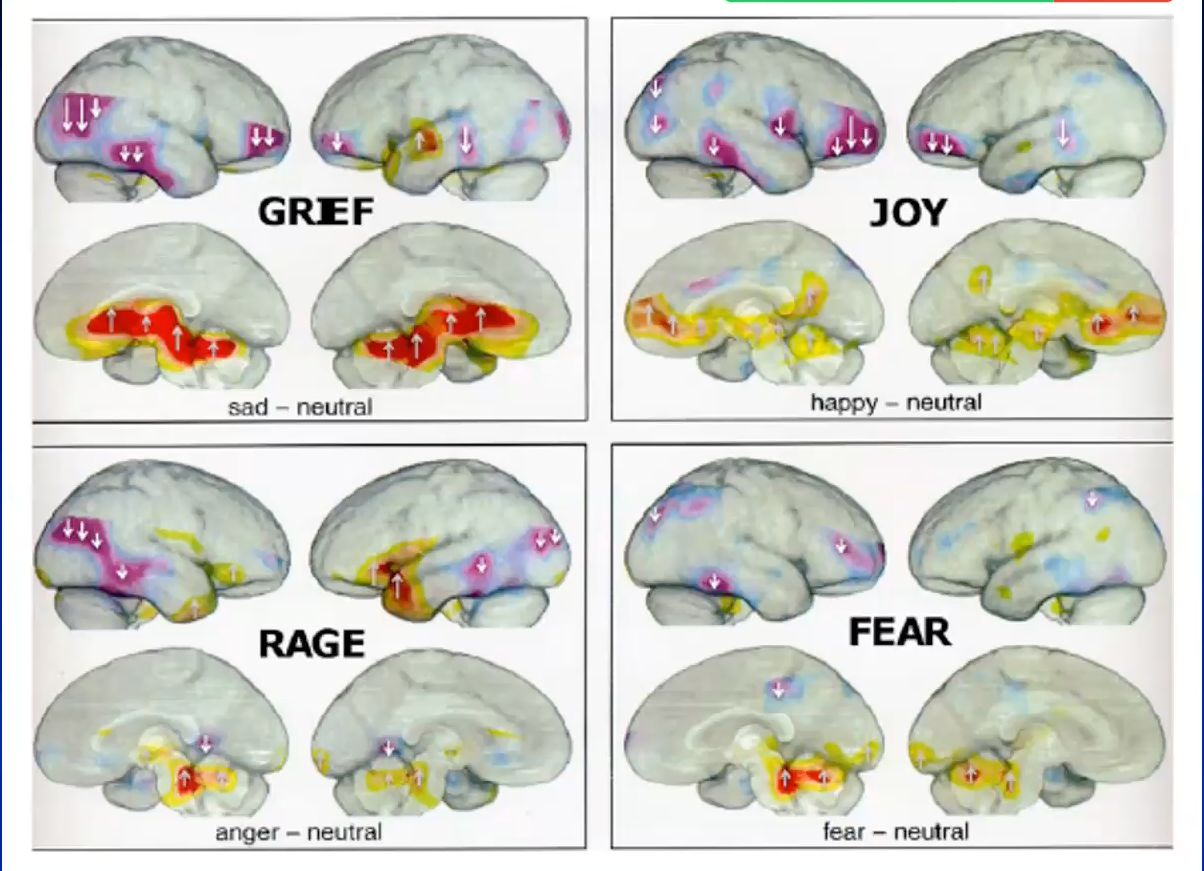 GRIEF
sad – neutral
JOY
happy – neutral
RAGE
anger – neutral
FEAR
fear – neutral